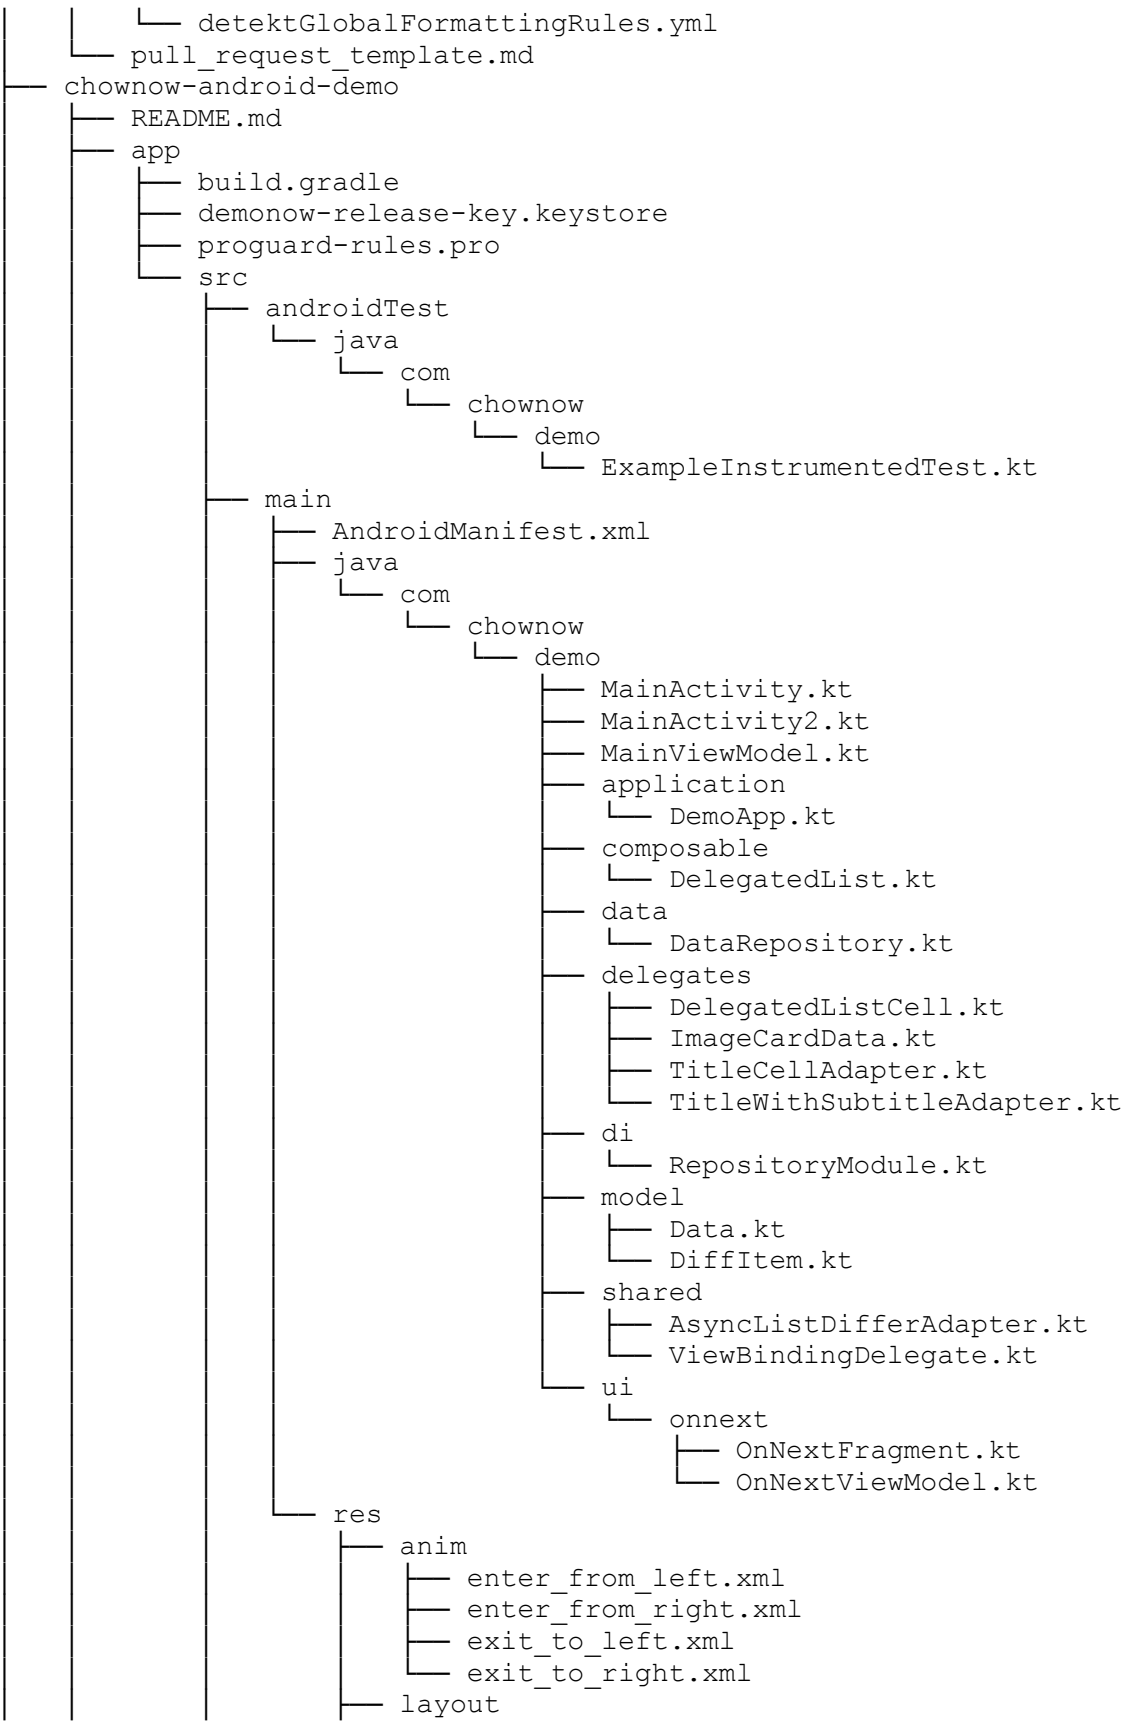 │   │   └── detektGlobalFormattingRules.yml
│   └── pull_request_template.md
├── chownow-android-demo
│   ├── README.md
│   ├── app
│   │   ├── build.gradle
│   │   ├── demonow-release-key.keystore
│   │   ├── proguard-rules.pro
│   │   └── src
│   │       ├── androidTest
│   │       │   └── java
│   │       │       └── com
│   │       │           └── chownow
│   │       │               └── demo
│   │       │                   └── ExampleInstrumentedTest.kt
│   │       ├── main
│   │       │   ├── AndroidManifest.xml
│   │       │   ├── java
│   │       │   │   └── com
│   │       │   │       └── chownow
│   │       │   │           └── demo
│   │       │   │               ├── MainActivity.kt
│   │       │   │               ├── MainActivity2.kt
│   │       │   │               ├── MainViewModel.kt
│   │       │   │               ├── application
│   │       │   │               │   └── DemoApp.kt
│   │       │   │               ├── composable
│   │       │   │               │   └── DelegatedList.kt
│   │       │   │               ├── data
│   │       │   │               │   └── DataRepository.kt
│   │       │   │               ├── delegates
│   │       │   │               │   ├── DelegatedListCell.kt
│   │       │   │               │   ├── ImageCardData.kt
│   │       │   │               │   ├── TitleCellAdapter.kt
│   │       │   │               │   └── TitleWithSubtitleAdapter.kt
│   │       │   │               ├── di
│   │       │   │               │   └── RepositoryModule.kt
│   │       │   │               ├── model
│   │       │   │               │   ├── Data.kt
│   │       │   │               │   └── DiffItem.kt
│   │       │   │               ├── shared
│   │       │   │               │   ├── AsyncListDifferAdapter.kt
│   │       │   │               │   └── ViewBindingDelegate.kt
│   │       │   │               └── ui
│   │       │   │                   └── onnext
│   │       │   │                       ├── OnNextFragment.kt
│   │       │   │                       └── OnNextViewModel.kt
│   │       │   └── res
│   │       │       ├── anim
│   │       │       │   ├── enter_from_left.xml
│   │       │       │   ├── enter_from_right.xml
│   │       │       │   ├── exit_to_left.xml
│   │       │       │   └── exit_to_right.xml
│   │       │       ├── layout